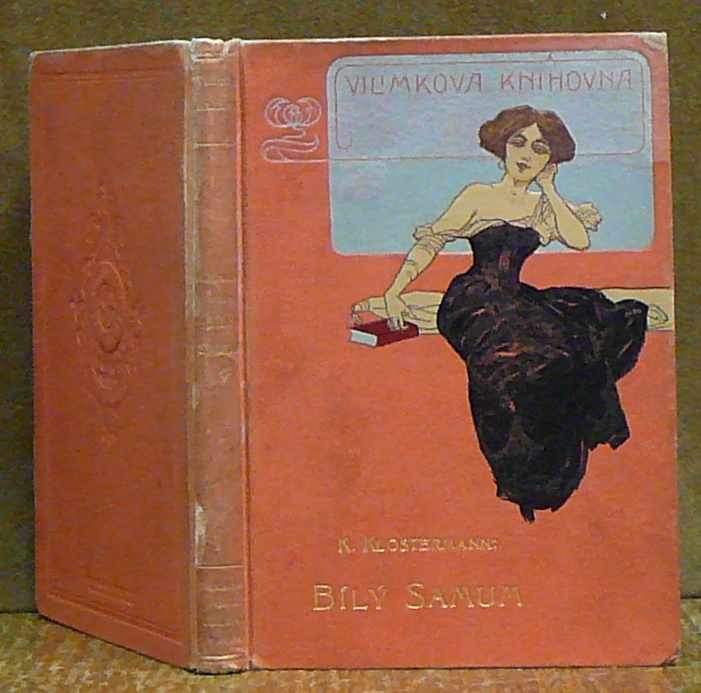 VILÍMKOVA KNIHOVNA
K. KLOSTERMANN:
BÍLÝ SAMUM